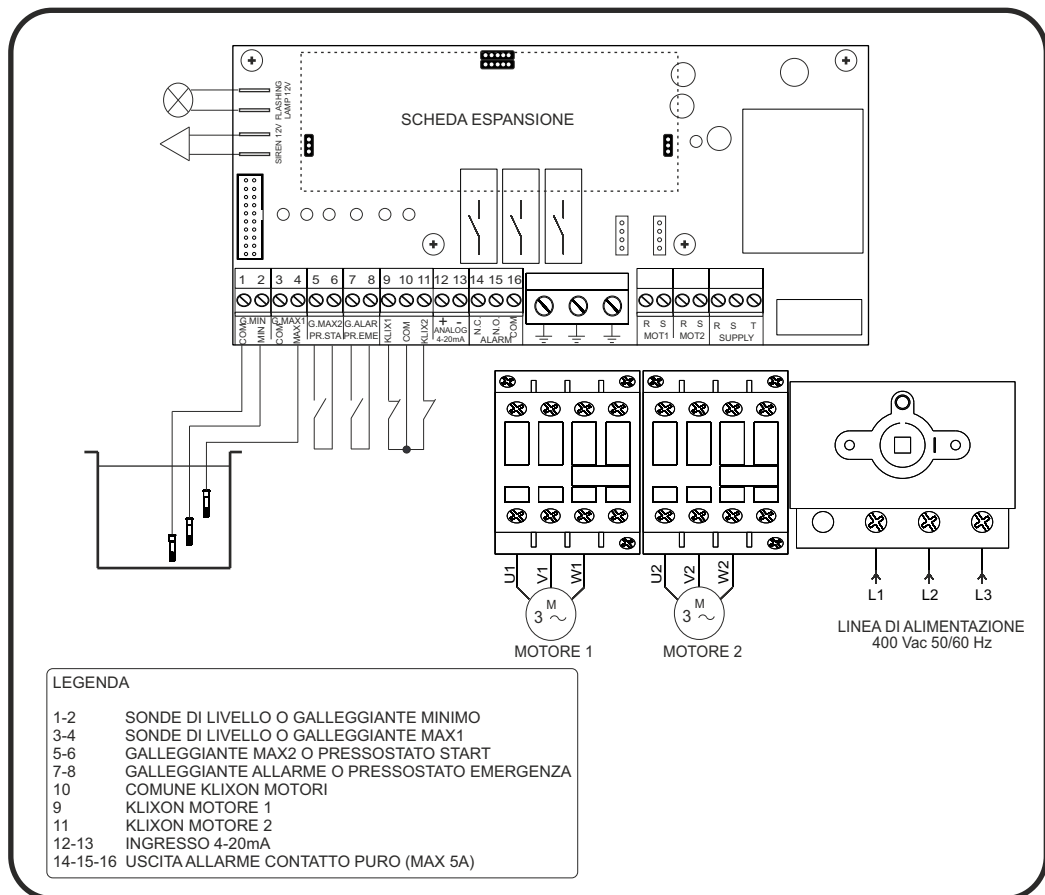 FLASHING
LAMP 12V
SIREN 12V
SCHEDA ESPANSIONE
1 2 3 4 5 6 7 8 9 10 11 12 13 14 15 16
G.MIN
COM
MIN
G.MAX1
COM
MAX1
G.MAX2
PR.STA
G.ALAR
PR.EME
KLIX1
COM
KLIX2
+ -
ANALOG
4-20mA
N.C.
N.O.
COM
ALARM
R S
MOT1
R S
MOT2
R S T
SUPPLY
U1 V1 W1
M
3 ~
MOTORE 1
U2 V2 W2
M
3 ~
MOTORE 2
L1 L2 L3
LINEA DI ALIMENTAZIONE
400 Vac 50/60 Hz
LEGENDA
1-2 SONDE DI LIVELLO O GALLEGGIANTE MINIMO
3-4 SONDE DI LIVELLO O GALLEGGIANTE MAX1
5-6 GALLEGGIANTE MAX2 O PRESSOSTATO START
7-8 GALLEGGIANTE ALLARME O PRESSOSTATO EMERGENZA
10 COMUNE KLIXON MOTORI
9 KLIXON MOTORE 1
11 KLIXON MOTORE 2
12-13 INGRESSO 4-20mA
14-15-16 USCITA ALLARME CONTATTO PURO (MAX 5A)